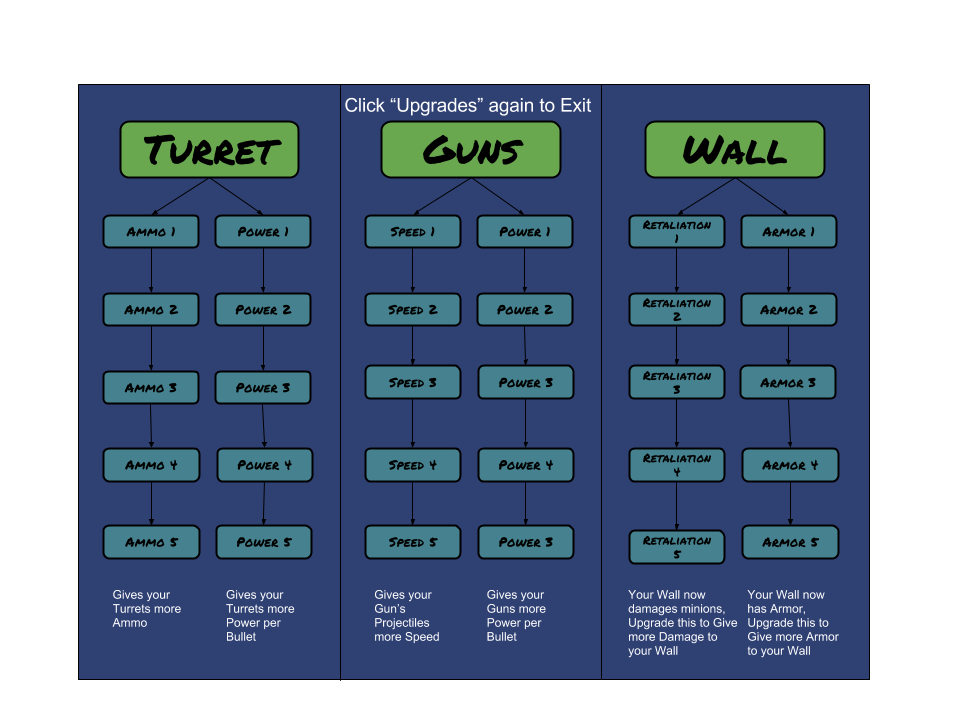 Click “Upgrades” again to Exit
Turret
Guns
Wall
Ammo 1
Power 1
Speed 1
Power 1
Retaliation
1
Armor 1
Ammo 2
Power 2
Speed 2
Power 2
Retaliation
2
Armor 2
Ammo 3
Power 3
Speed 3
Power 3
Retaliation
3
Armor 3
Ammo 4
Power 4
Speed 4
Power 4
Retaliation
4
Armor 4
Ammo 5
Power 5
Speed 5
Power 3
Retaliation
5
Armor 5
Gives your
Turrets more
Ammo
Gives your
Turrets more
Power per
Bullet
Gives your
Gun’s
Projectiles
more Speed
Gives your
Guns more
Power per
Bullet
Your Wall now
damages minions,
Upgrade this to Give
more Damage to
your Wall
Your Wall now
has Armor,
Upgrade this to
Give more Armor
to your Wall